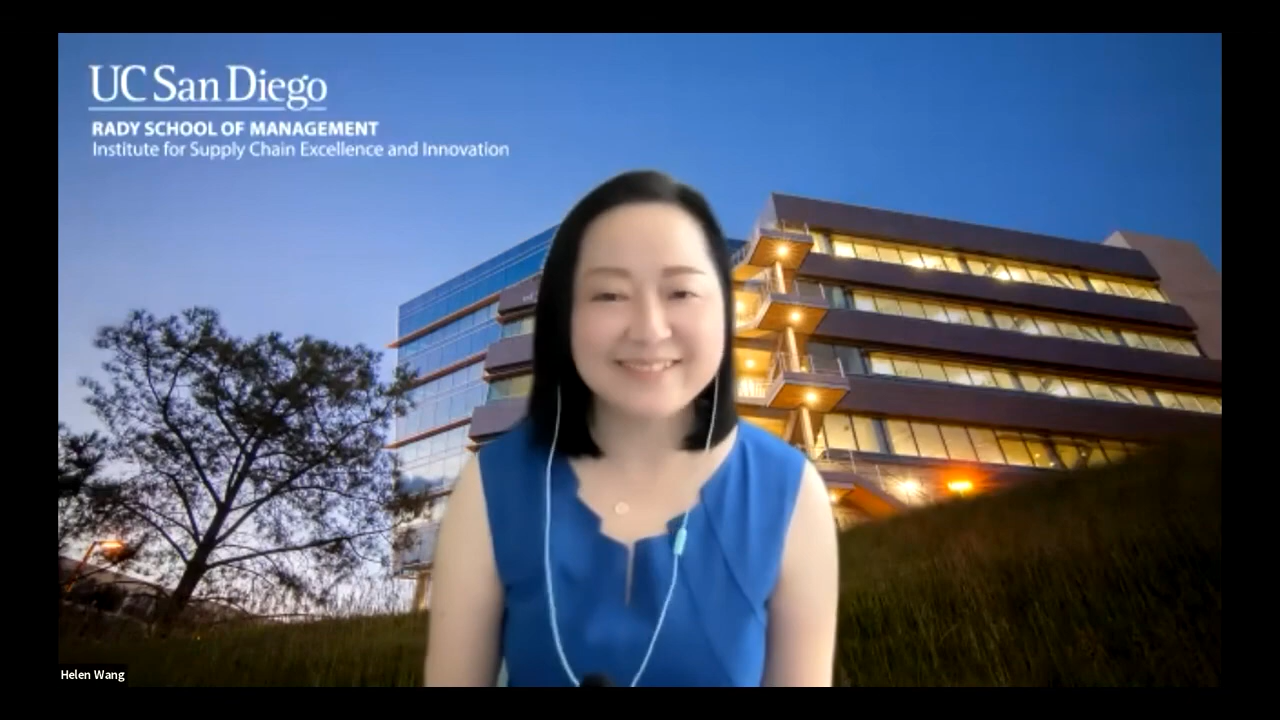 UC San Diego
RADY SCHOOL OF MANAGEMENT
Institute for Supply Chain Excellence and Innovation
Helen Wang